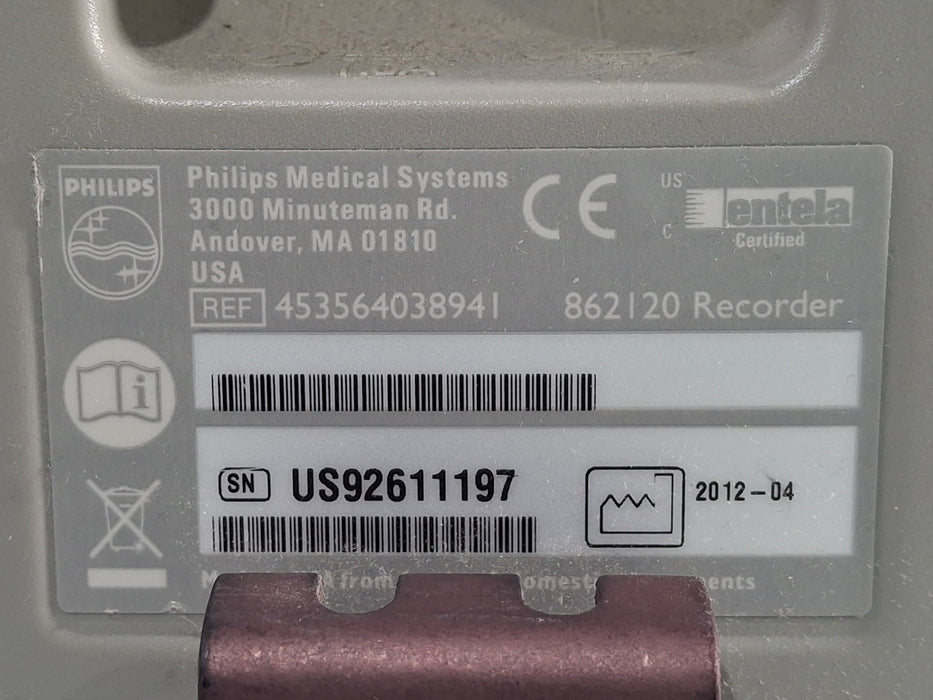 PHILIPS
Philips Medical Systems
3000 Minuteman Rd.
Andover, MA 01810
USA
REF 453564038941 862120 Recorder
CE
US
C
entela
Certified
SN US92611197
2012-04
from